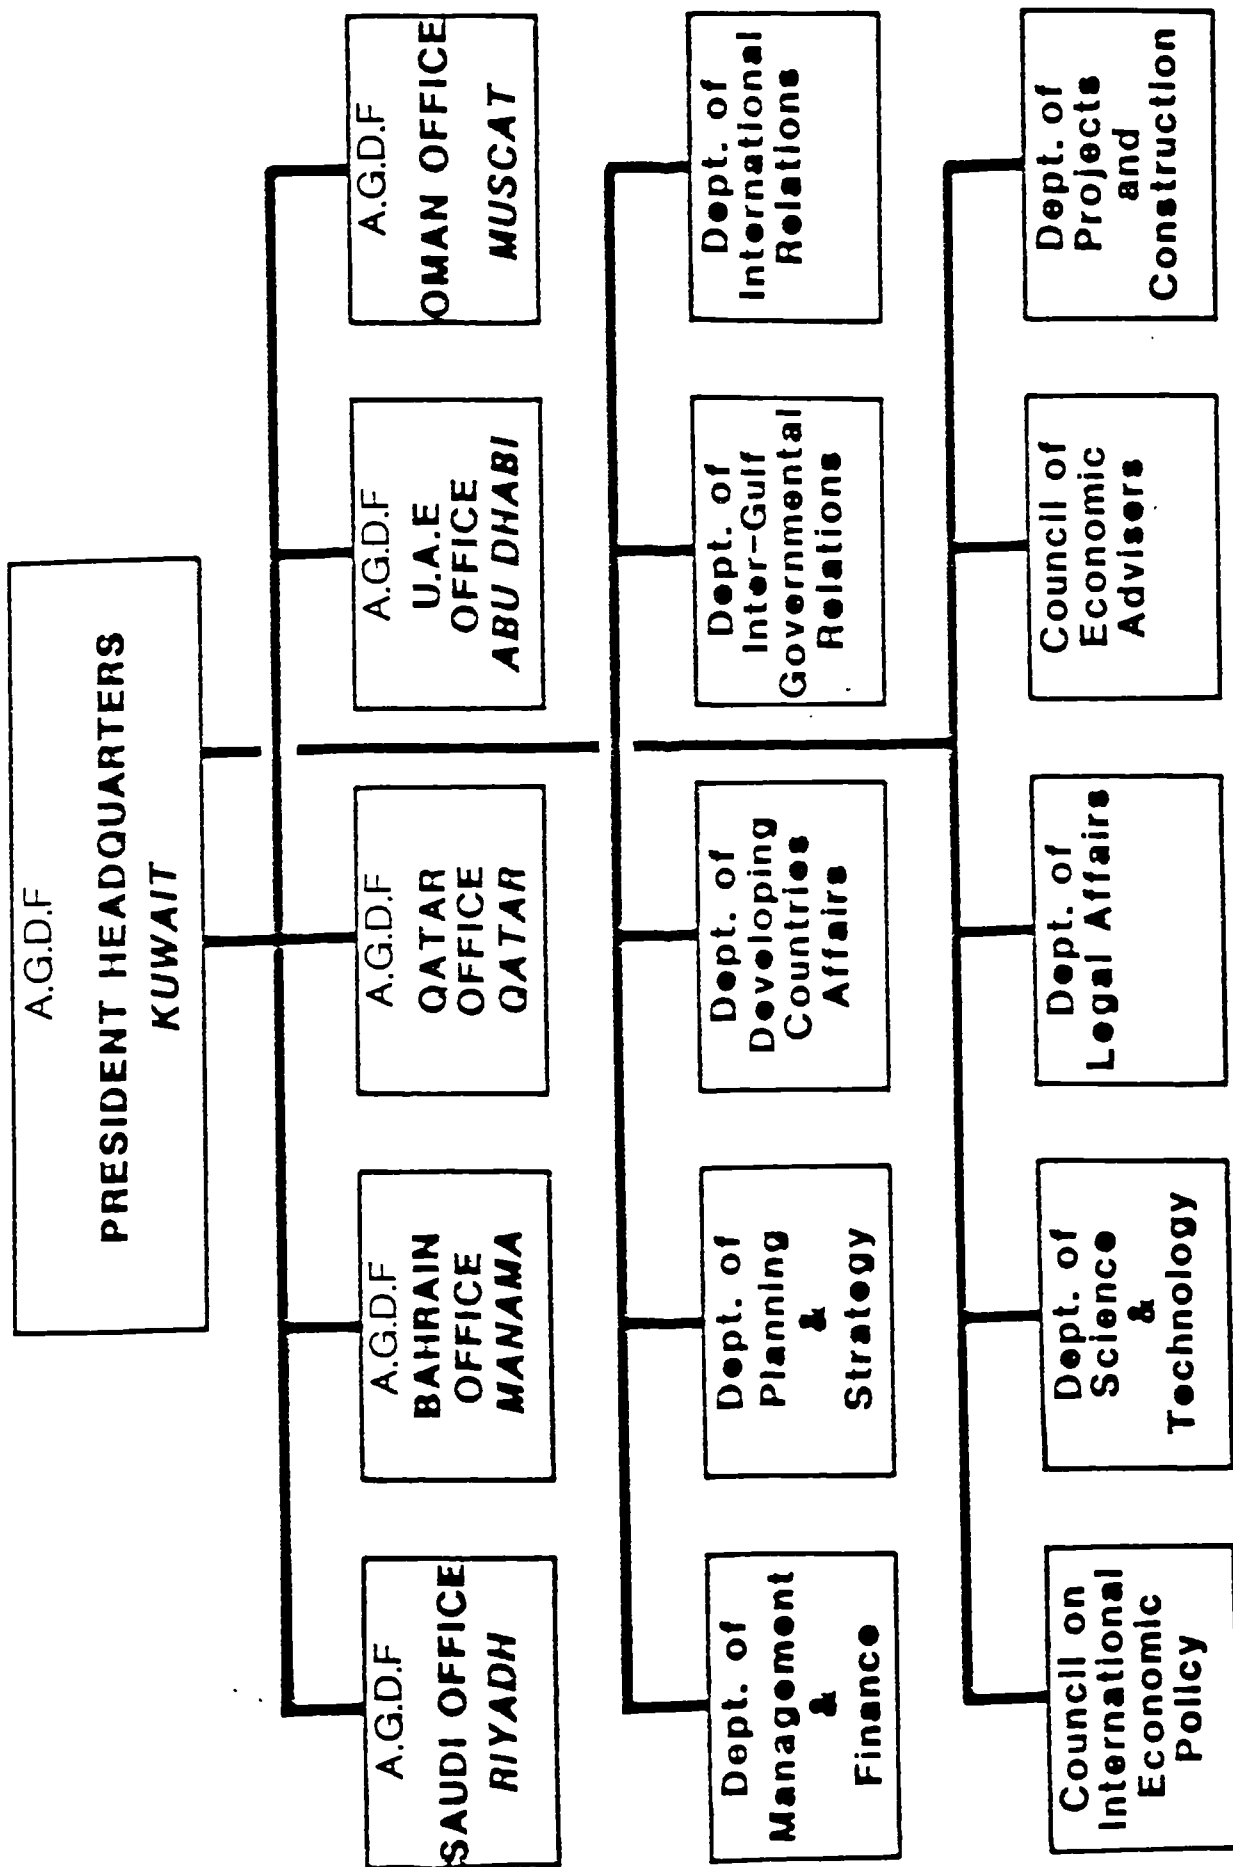 A.G.D.F
PRESIDENT HEADQUARTERS
KUWAIT
A.G.D.F
SAUDI OFFICE
RIYADH
A.G.D.F
BAHRAIN
OFFICE
MANAMA
A.G.D.F
QATAR
OFFICE
QATAR
A.G.D.F
U.A.E
OFFICE
ABU DHABI
A.G.D.F
OMAN OFFICE
MUSCAT
Dept. of
Management
&
Finance
Dept. of
Planning
&
Strategy
Dept. of
Developing
Countries
Affairs
Dept. of
Inter-Gulf
Governmental
Relations
Dept. of
International
Relations
Council on
International
Economic
Policy
Dept. of
Science
&
Technology
Dept. of
Legal Affairs
Council of
Economic
Advisers
Dept. of
Projects
and
Construction